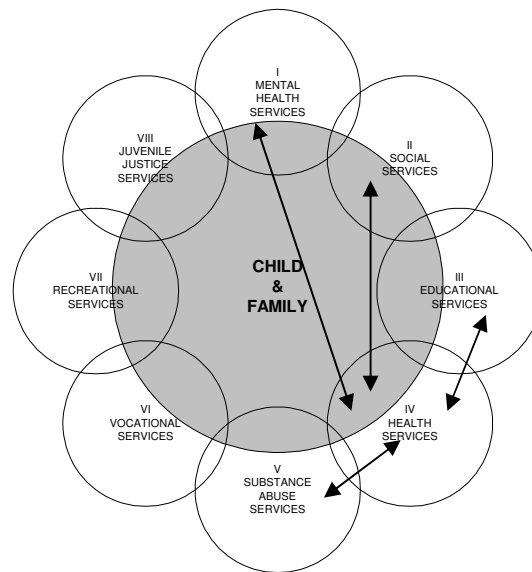 I
MENTAL
HEALTH
SERVICES
II
SOCIAL
SERVICES
III
EDUCATIONAL
SERVICES
IV
HEALTH
SERVICES
V
SUBSTANCE
ABUSE
SERVICES
VI
VOCATIONAL
SERVICES
VII
RECREATIONAL
SERVICES
VIII
JUVENILE
JUSTICE
SERVICES
CHILD
&
FAMILY